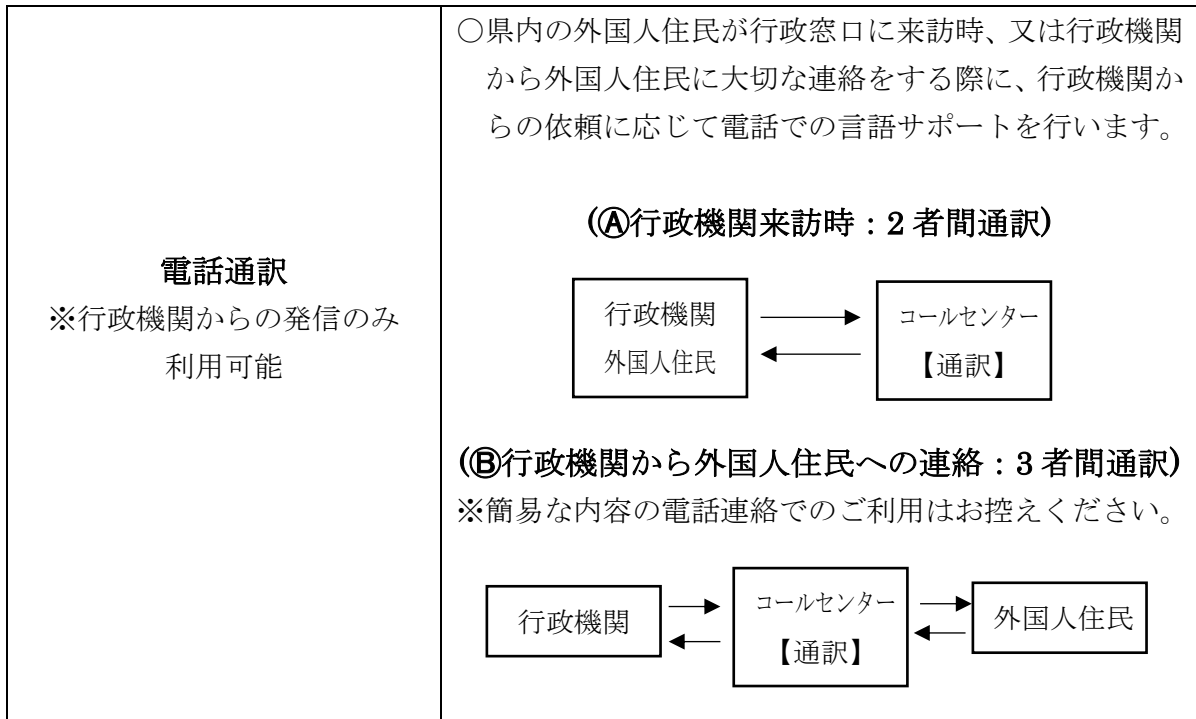 電話通訳
※行政機関からの発信のみ
利用可能
○県内の外国人住民が行政窓口に来訪時、又は行政機関
から外国人住民に大切な連絡をする際に、行政機関か
らの依頼に応じて電話での言語サポートを行います。
(Ⓐ行政機関来訪時：2者間通訳)
行政機関
外国人住民
コールセンター
【通訳】
(Ⓑ行政機関から外国人住民への連絡：3者間通訳)
※簡易な内容の電話連絡でのご利用はお控えください。
行政機関
コールセンター
【通訳】
外国人住民